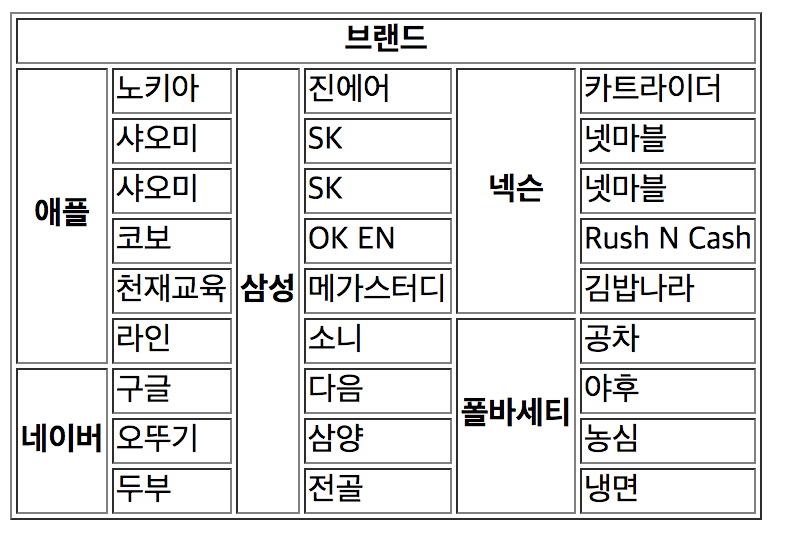 브랜드
애플 노키아 삼성 진에어 넥슨 카트라이더
샤오미 SK 넷마블
샤오미 SK 넷마블
코보 OK EN Rush N Cash
천재교육 메가스터디 김밥나라
라인 소니 폴바세티 공차
네이버 구글 다음 야후
오뚜기 삼양 농심
두부 전골 냉면